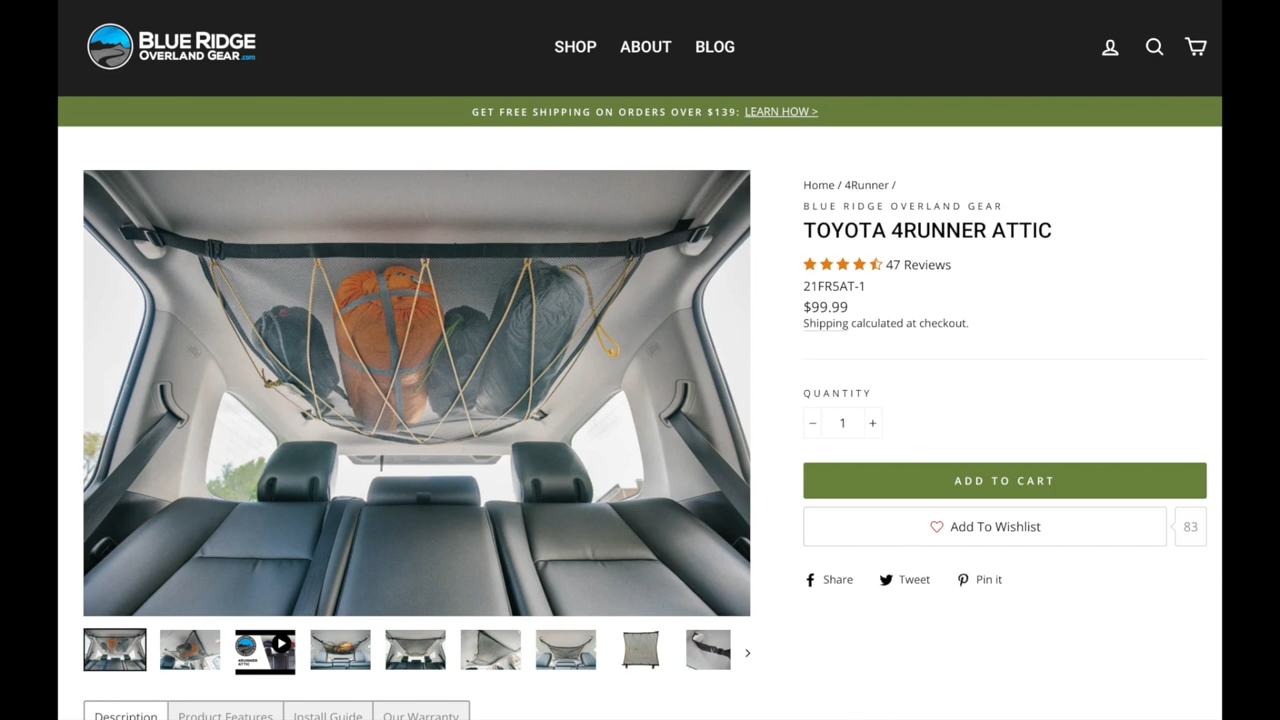 BLUE RIDGE
OVERLAND GEAR.com
SHOP ABOUT BLOG
GET FREE SHIPPING ON ORDERS OVER $139: LEARN HOW >
Home / 4Runner /
BLUE RIDGE OVERLAND GEAR
TOYOTA 4RUNNER ATTIC
47 Reviews
21FR5AT-1
$99.99
Shipping calculated at checkout.
QUANTITY
− 1 +
ADD TO CART
Add To Wishlist 83
Share Tweet Pin it
4RUNNER
ATTIC
Description Product Features Install Guide Our Warranty